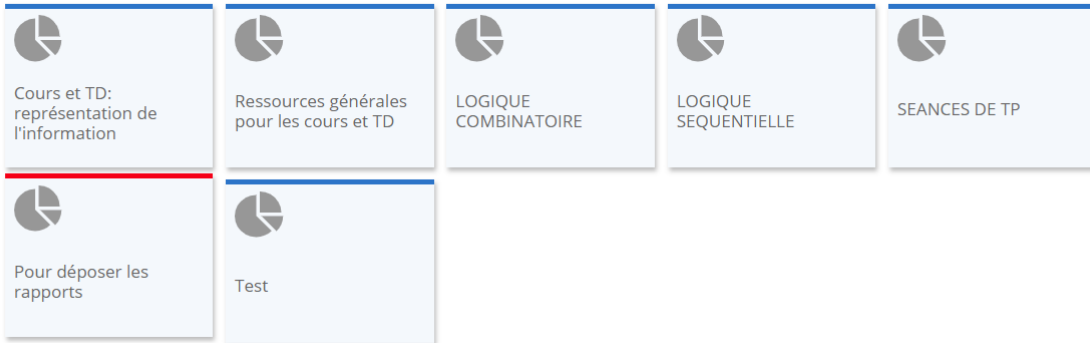 Cours et TD:
représentation de
l'information
Ressources générales
pour les cours et TD
LOGIQUE
COMBINATOIRE
LOGIQUE
SEQUENTIELLE
SEANCES DE TP
Pour déposer les
rapports
Test